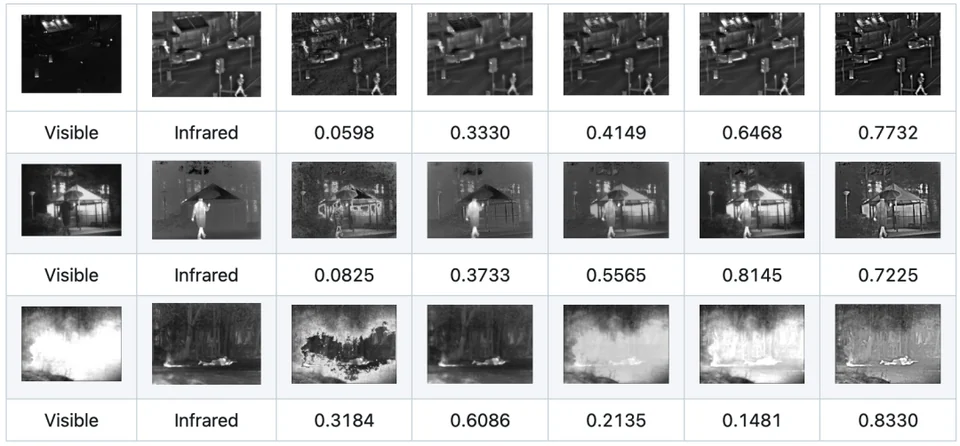 Visible Infrared 0.0598 0.3330 0.4149 0.6468 0.7732
Visible Infrared 0.0825 0.3733 0.5565 0.8145 0.7225
Visible Infrared 0.3184 0.6086 0.2135 0.1481 0.8330